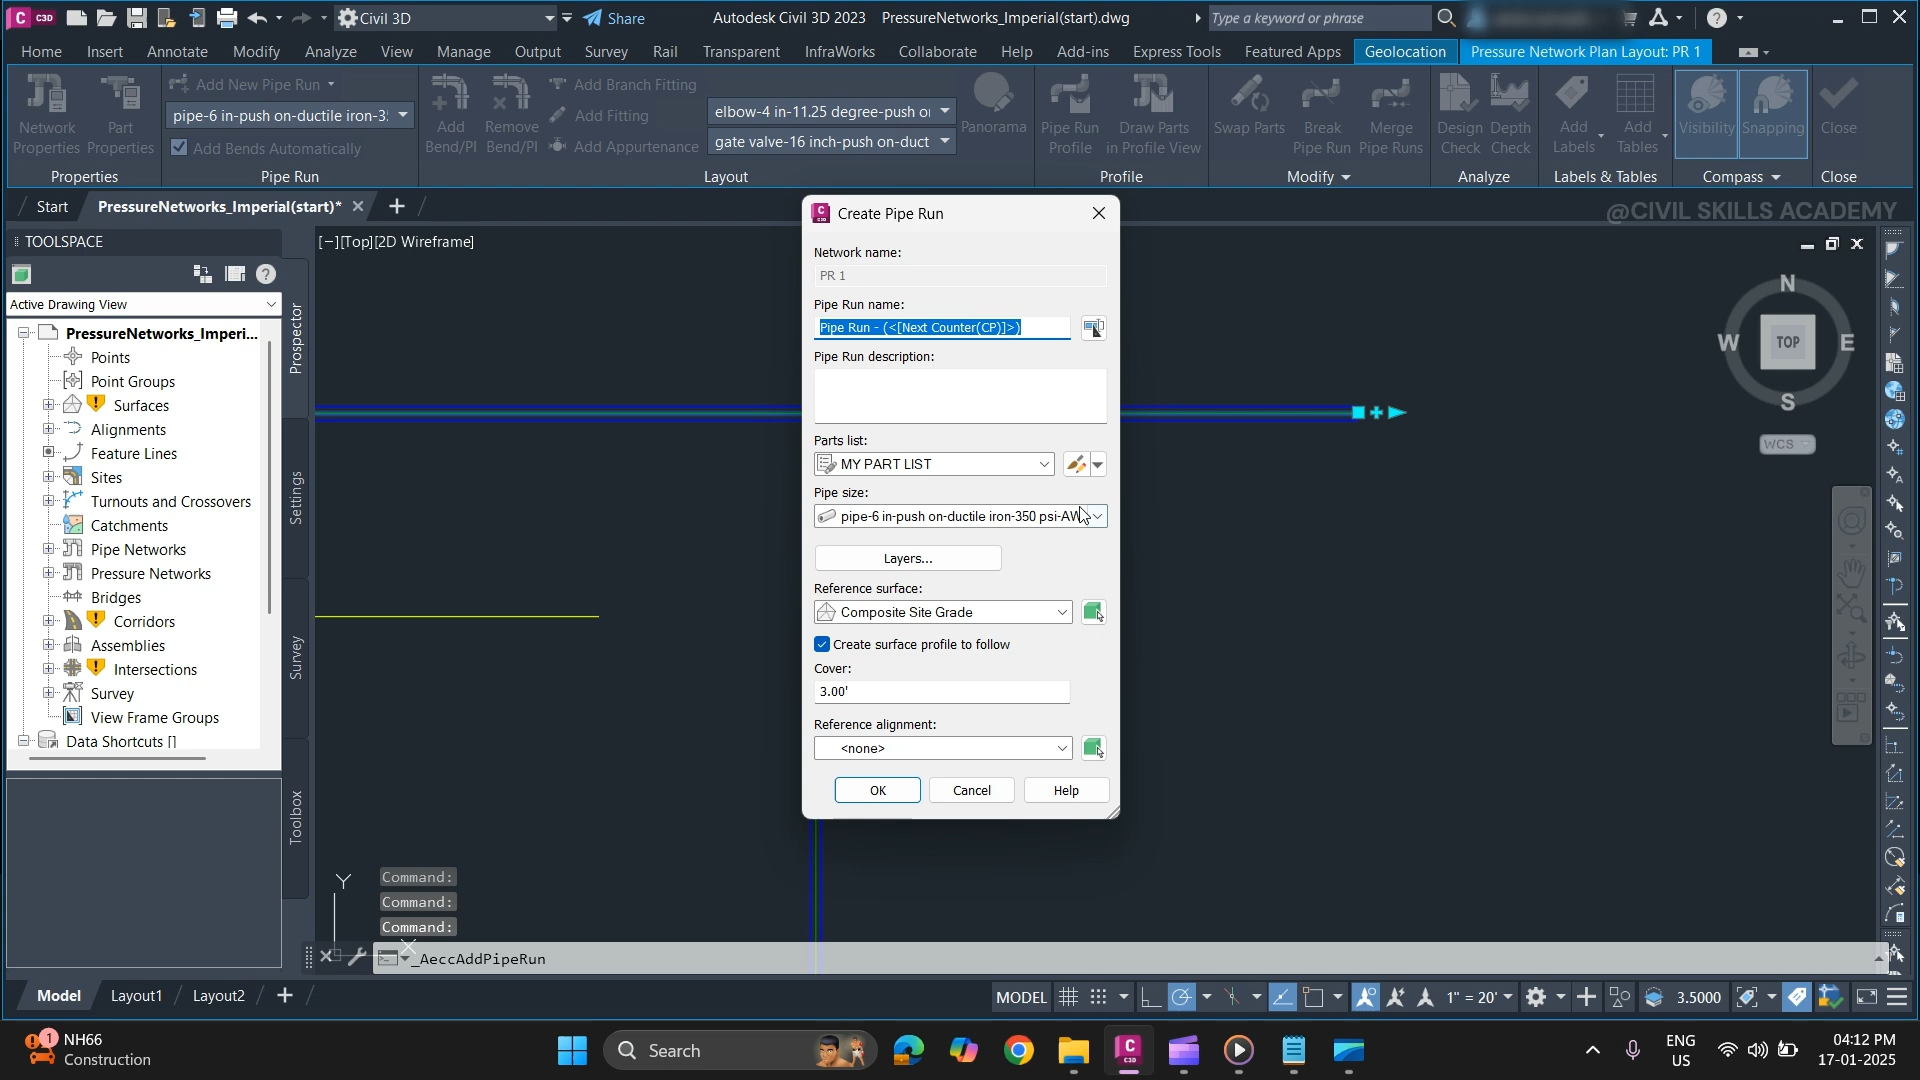 C3D
Civil 3D
Share
Autodesk Civil 3D 2023 PressureNetworks_Imperial(start).dwg
Type a keyword or phrase
Home Insert Annotate Modify Analyze View Manage Output Survey Rail Transparent InfraWorks Collaborate Help Add-ins Express Tools Featured Apps Geolocation Pressure Network Plan Layout: PR 1
Network Properties
Part Properties
Properties
Add New Pipe Run
pipe-6 in-push on-ductile iron-3!
Add Bends Automatically
Pipe Run
Add Bend/PI
Remove Bend/PI
Add Branch Fitting
Add Fitting
Add Appurtenance
elbow-4 in-11.25 degree-push o
gate valve-16 inch-push on-duct
Layout
Panorama
Pipe Run Profile
Draw Parts in Profile View
Profile
Swap Parts
Break Pipe Run
Merge Pipe Runs
Modify
Design Check
Depth Check
Analyze
Add Labels
Add Tables
Labels & Tables
Visibility
Snapping
Compass
Close
Close
Start
PressureNetworks_Imperial(start)*
@CIVIL SKILLS ACADEMY
TOOLSPACE
Active Drawing View
PressureNetworks_Imperi...
Points
Point Groups
Surfaces
Alignments
Feature Lines
Sites
Turnouts and Crossovers
Catchments
Pipe Networks
Pressure Networks
Bridges
Corridors
Assemblies
Intersections
Survey
View Frame Groups
Data Shortcuts []
Prospector
Settings
Survey
Toolbox
[−][Top][2D Wireframe]
Create Pipe Run
Network name:
PR 1
Pipe Run name:
Pipe Run - (<[Next Counter(CP)]>)
Pipe Run description:
Parts list:
MY PART LIST
Pipe size:
pipe-6 in-push on-ductile iron-350 psi-AW
Layers...
Reference surface:
Composite Site Grade
Create surface profile to follow
Cover:
3.00'
Reference alignment:
<none>
OK
Cancel
Help
N
W
TOP
E
S
WCS
Y
X
Command:
Command:
Command:
_AeccAddPipeRun
Model
Layout1
Layout2
MODEL
1" = 20'
3.5000
1
NH66
Construction
Search
C3D
ENG
US
04:12 PM
17-01-2025